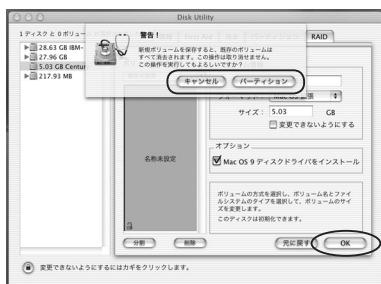 Disk Utility
1 ディスクと 0 ボリューム
28.63 GB IBM-
27.96 GB
5.03 GB Centur
217.93 MB
RAID
警告！
新規ボリュームを保存すると、既存のボリュームは
すべて消去されます。この操作は取り消せません。
この操作を実行してもよろしいですか？
キャンセル
パーティション
Mac OS 拡張
サイズ： 5.03 GB
変更できないようにする
オプション
Mac OS 9 ディスクドライバをインストール
名称未設定
ボリュームの方式を選択し、ボリューム名とファイ
ルシステムのタイプを選択して、ボリュームのサイ
ズを変更します。
このディスクは初期化できます。
分割
削除
元に戻す
OK
変更できないようにするにはカギをクリックします。